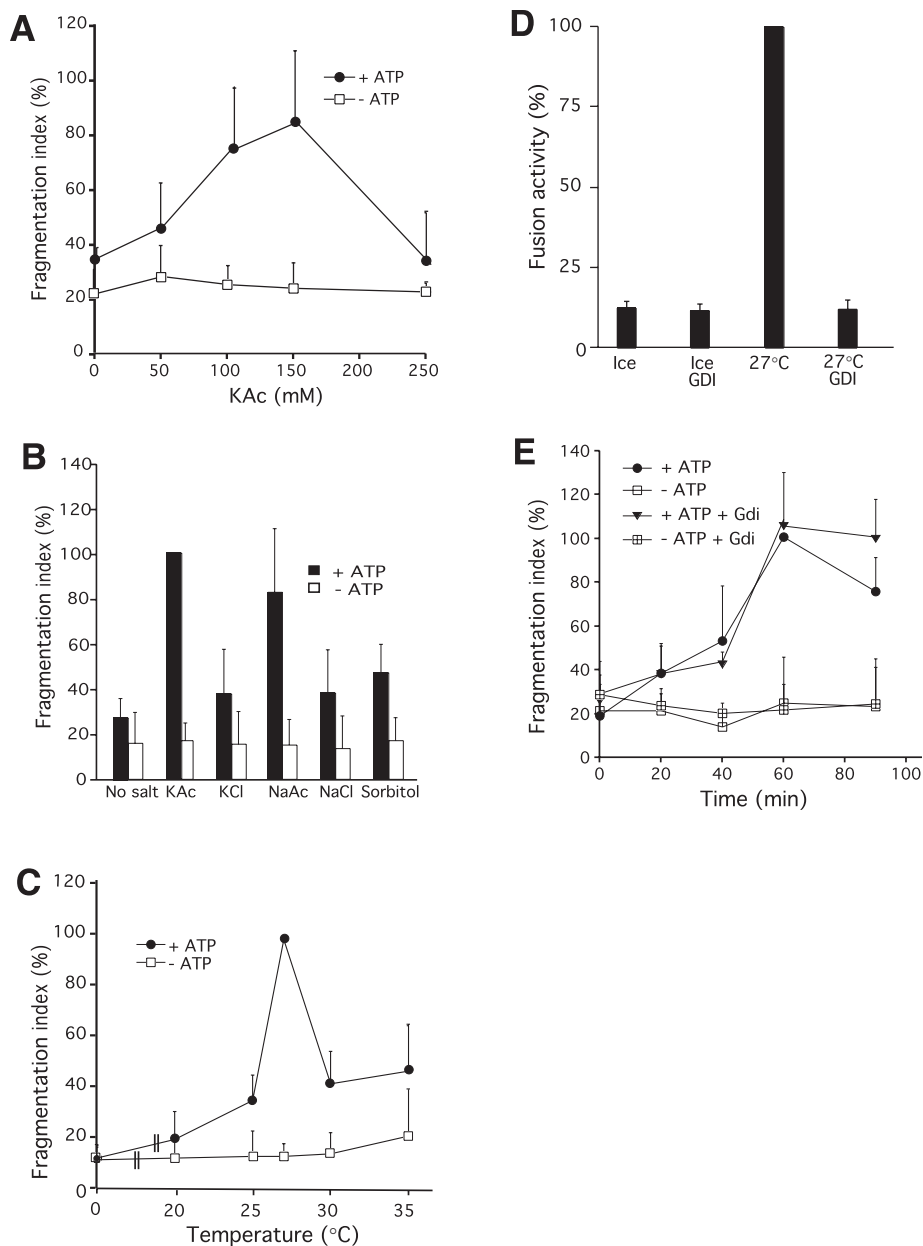 A
Fragmentation index (%)
120
100
80
60
40
20
0
+ ATP
- ATP
0 50 100 150 200 250
KAc (mM)
B
Fragmentation index (%)
140
120
100
80
60
40
20
0
+ ATP
- ATP
No salt KAc KCl NaAc NaCl Sorbitol
C
Fragmentation index (%)
120
100
80
60
40
20
0
+ ATP
- ATP
0 20 25 30 35
Temperature (°C)
D
Fusion activity (%)
100
75
50
25
0
Ice Ice 27°C 27°C
GDI GDI
E
Fragmentation index (%)
140
120
100
80
60
40
20
0
+ ATP
- ATP
+ ATP + Gdi
- ATP + Gdi
0 20 40 60 80 100
Time (min)